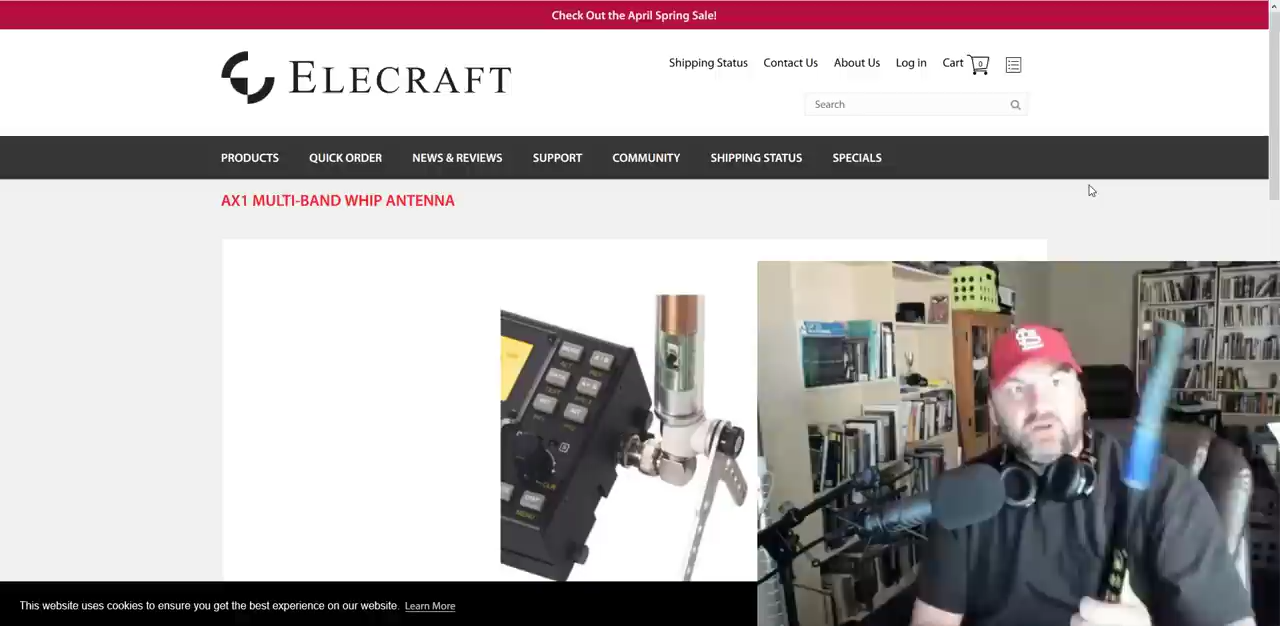 Check Out the April Spring Sale!
ELECRAFT
Shipping Status Contact Us About Us Log in Cart 0
Search
PRODUCTS QUICK ORDER NEWS & REVIEWS SUPPORT COMMUNITY SHIPPING STATUS SPECIALS
AX1 MULTI-BAND WHIP ANTENNA
This website uses cookies to ensure you get the best experience on our website. Learn More